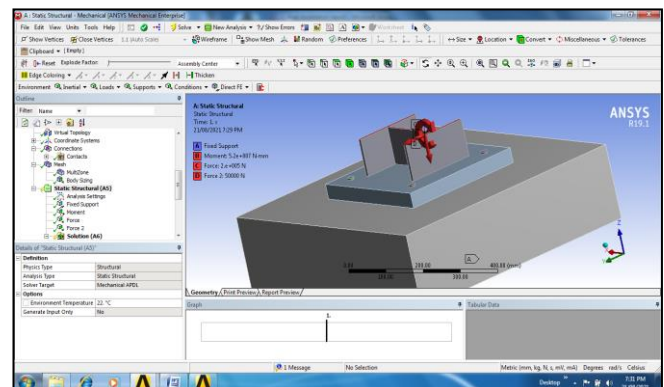 A : Static Structural - Mechanical [ANSYS Mechanical Enterprise]
File Edit View Units Tools Help
Solve New Analysis Show Errors Worksheet
Show Vertices Close Vertices 1.1 (Auto Scale) Wireframe Show Mesh Random Preferences Size Location Convert Miscellaneous Tolerances
Clipboard [Empty]
Reset Explode Factor: Assembly Center
Edge Coloring Thicken
Environment Inertial Loads Supports Conditions Direct FE
Outline
Filter: Name
Virtual Topology
Coordinate Systems
Connections
Contacts
Mesh
MultiZone
Body Sizing
Static Structural (A5)
Analysis Settings
Fixed Support
Moment
Force
Force 2
Solution (A6)
Details of "Static Structural (A5)"
Definition
Physics Type Structural
Analysis Type Static Structural
Solver Target Mechanical APDL
Options
Environment Temperature 22. °C
Generate Input Only No
A: Static Structural
Static Structural
Time: 1. s
21/08/2021 7:29 PM
A Fixed Support
B Moment: 5.2e+007 N·mm
C Force: 2.e+005 N
D Force 2: 50000 N
ANSYS
R19.1
A
0.00 200.00 400.00 (mm)
100.00 300.00
Z
Geometry Print Preview Report Preview
Graph
Tabular Data
1.
1 Message No Selection Metric (mm, kg, N, s, mV, mA) Degrees rad/s Celsius
Desktop 7:31 PM